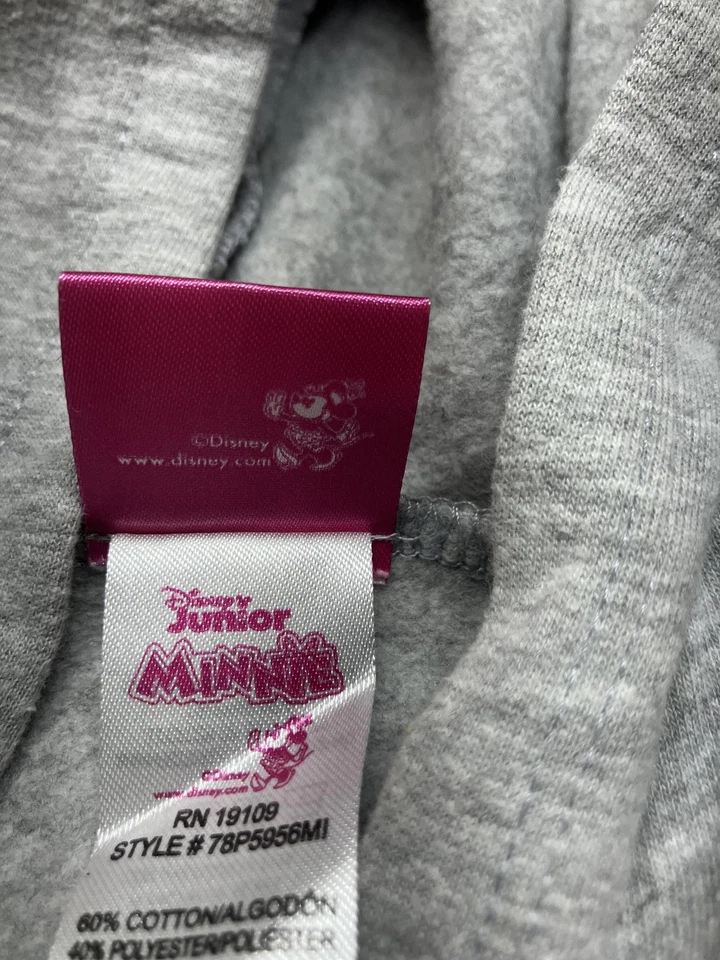 ©Disney
www.disney.com
Disney
Junior
MINNIE
©Disney
www.disney.com
RN 19109
STYLE # 78P5956MI
60% COTTON/ALGODÓN
40% POLYESTER/POLIÉSTER